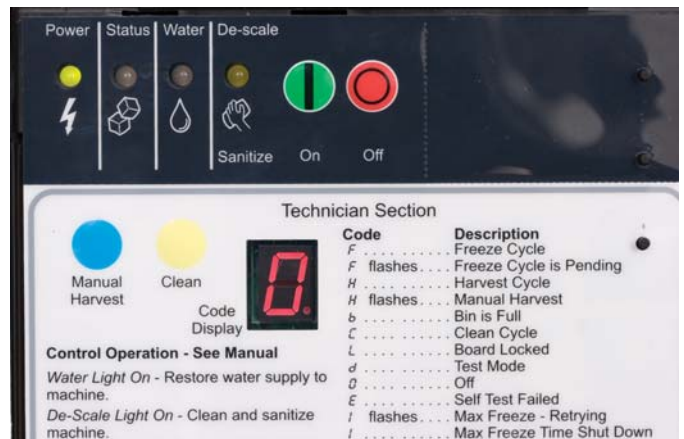 Power Status Water De-scale
Sanitize On Off
Technician Section
Code Description
F .......... Freeze Cycle
F flashes.... Freeze Cycle is Pending
H .......... Harvest Cycle
H flashes.... Manual Harvest
b .......... Bin is Full
C .......... Clean Cycle
L .......... Board Locked
d .......... Test Mode
0 .......... Off
E .......... Self Test Failed
1 flashes.... Max Freeze - Retrying
1 .......... Max Freeze Time Shut Down
Manual
Harvest
Clean
Code
Display
0.
Control Operation - See Manual
Water Light On - Restore water supply to
machine.
De-Scale Light On - Clean and sanitize
machine.